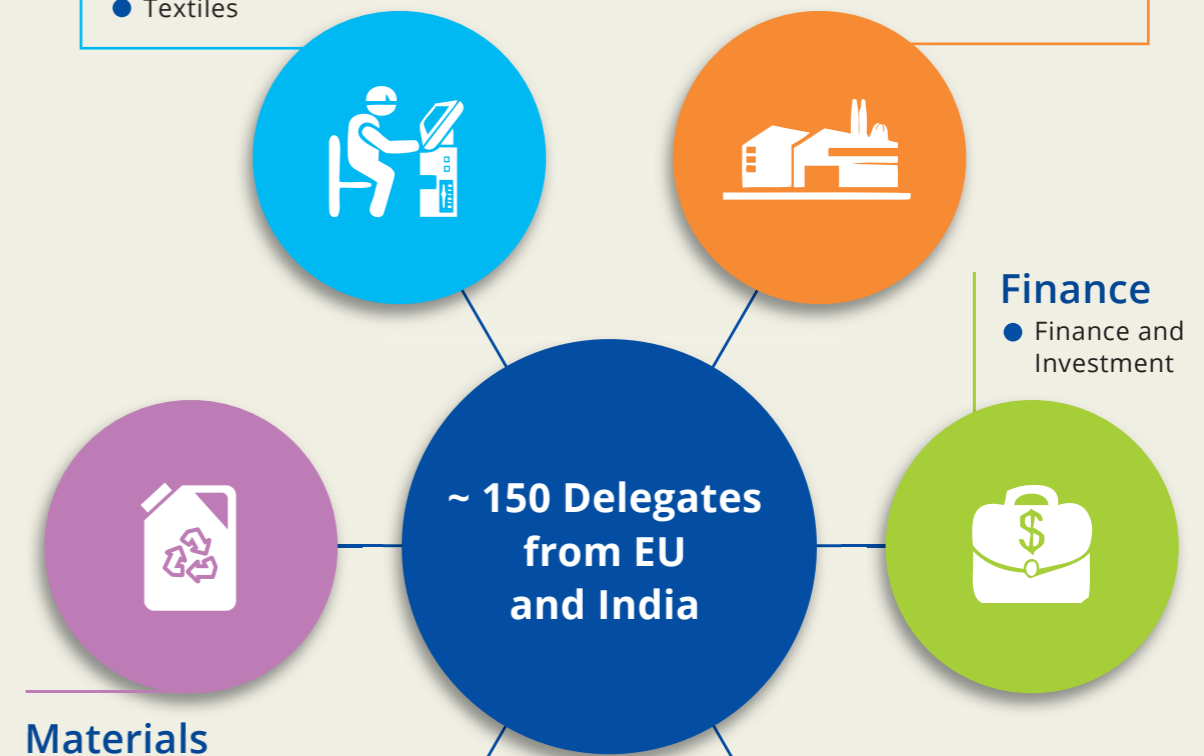 Textiles
Finance
● Finance and
Investment
~ 150 Delegates
from EU
and India
$
Materials